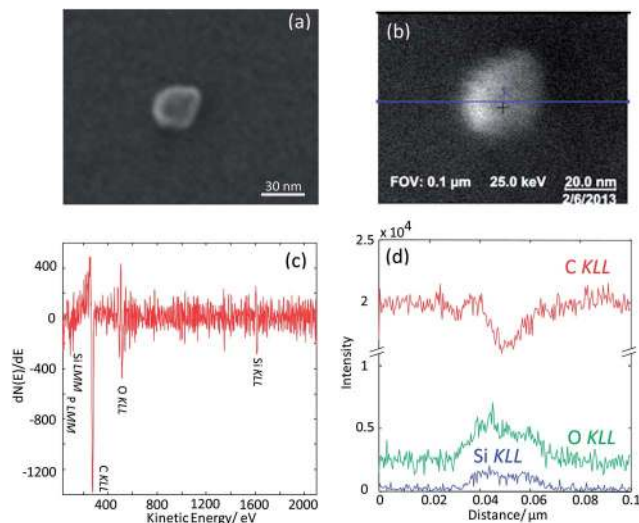 (a)
30 nm
(b)
FOV: 0.1 µm 25.0 keV 20.0 nm
2/6/2013
(c)
400
0
-400
-800
-1200
dN(E)/dE
Si LMM
P LMM
C KLL
O KLL
Si KLL
0 400 800 1200 1600 2000
Kinetic Energy/ eV
x 10⁴
(d)
2.5
2
1
0.5
0
Intensity
C KLL
O KLL
Si KLL
0 0.02 0.04 0.06 0.08 0.1
Distance/ µm